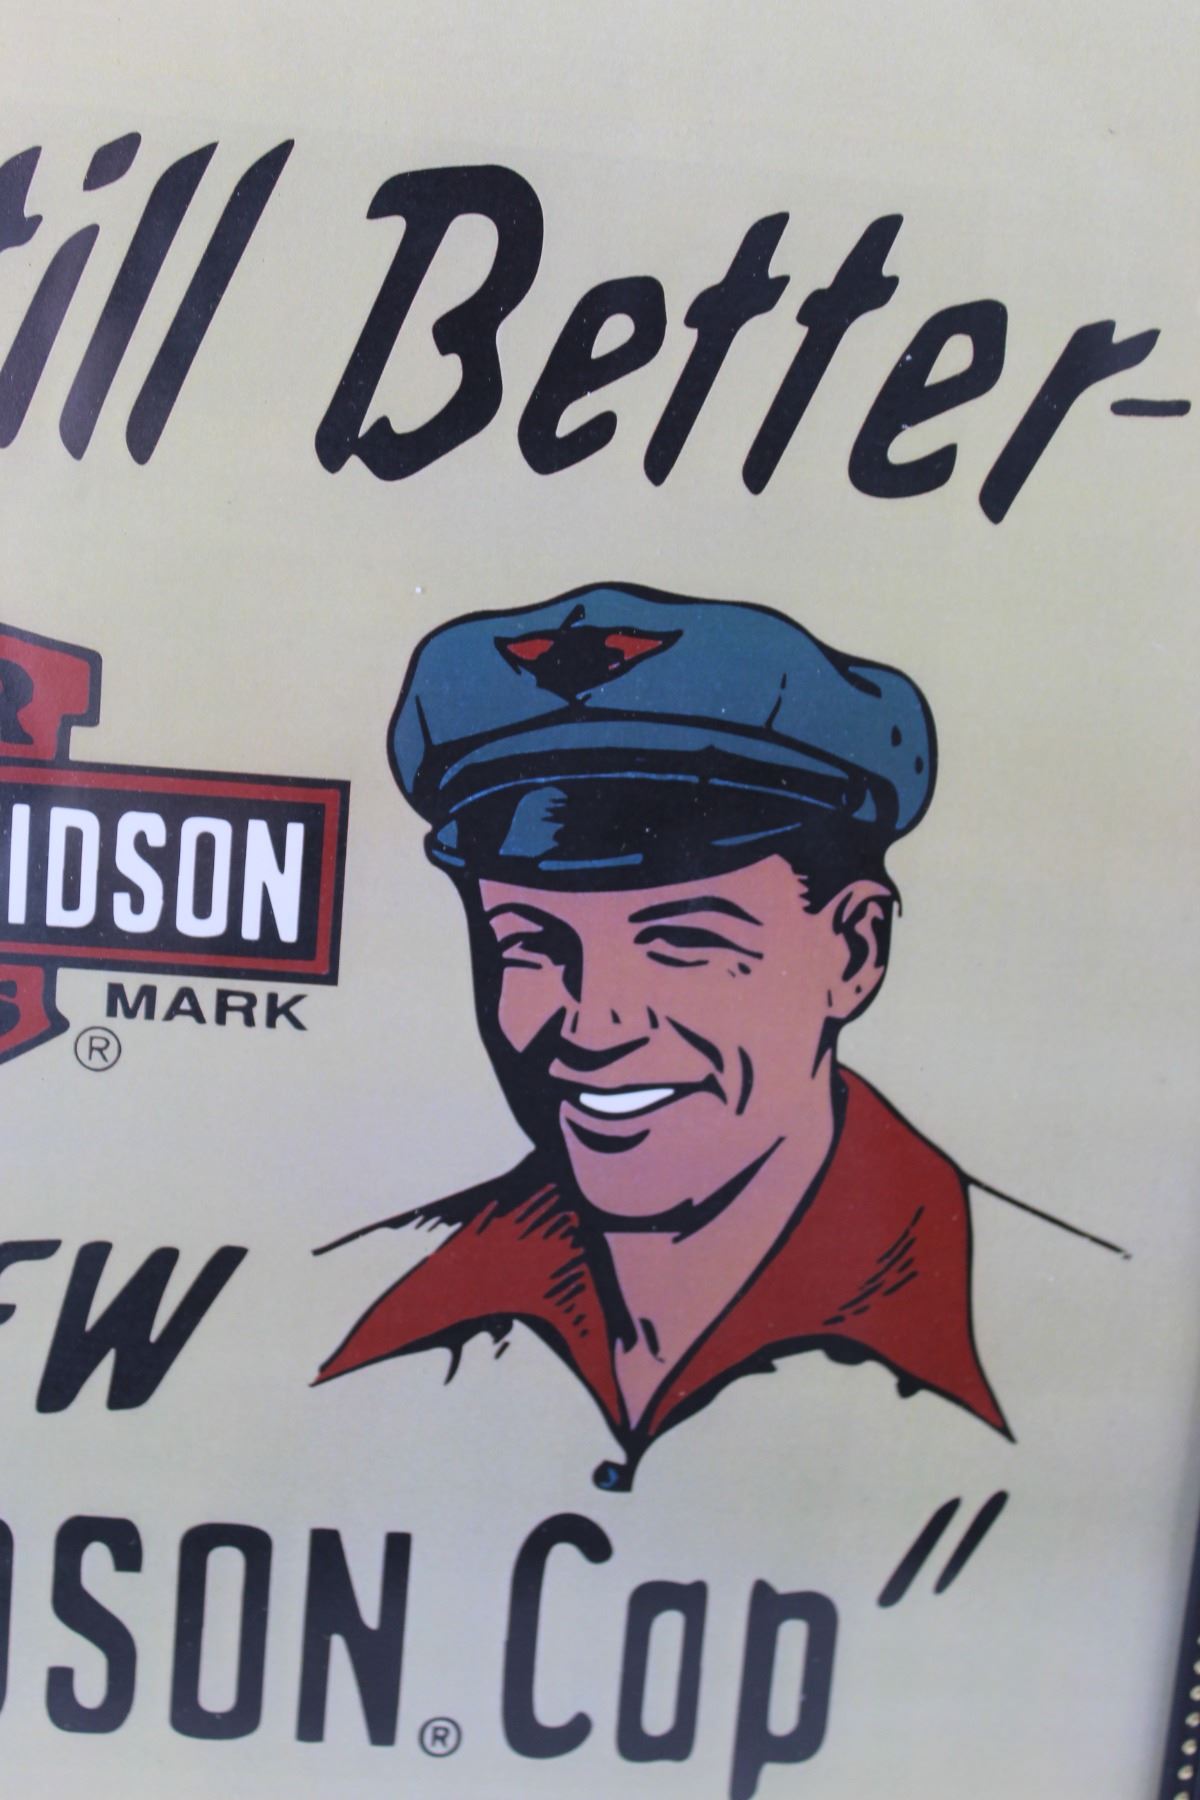 till Better-
R
IDSON
S
® MARK
EW
DSON® Cap"